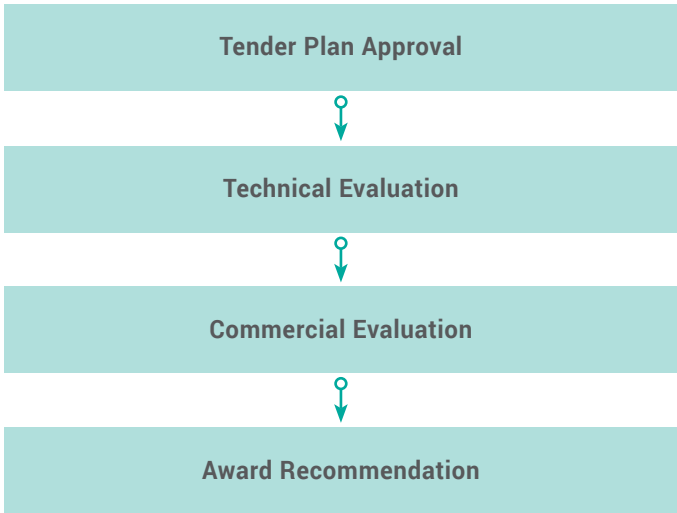 Tender Plan Approval
Technical Evaluation
Commercial Evaluation
Award Recommendation